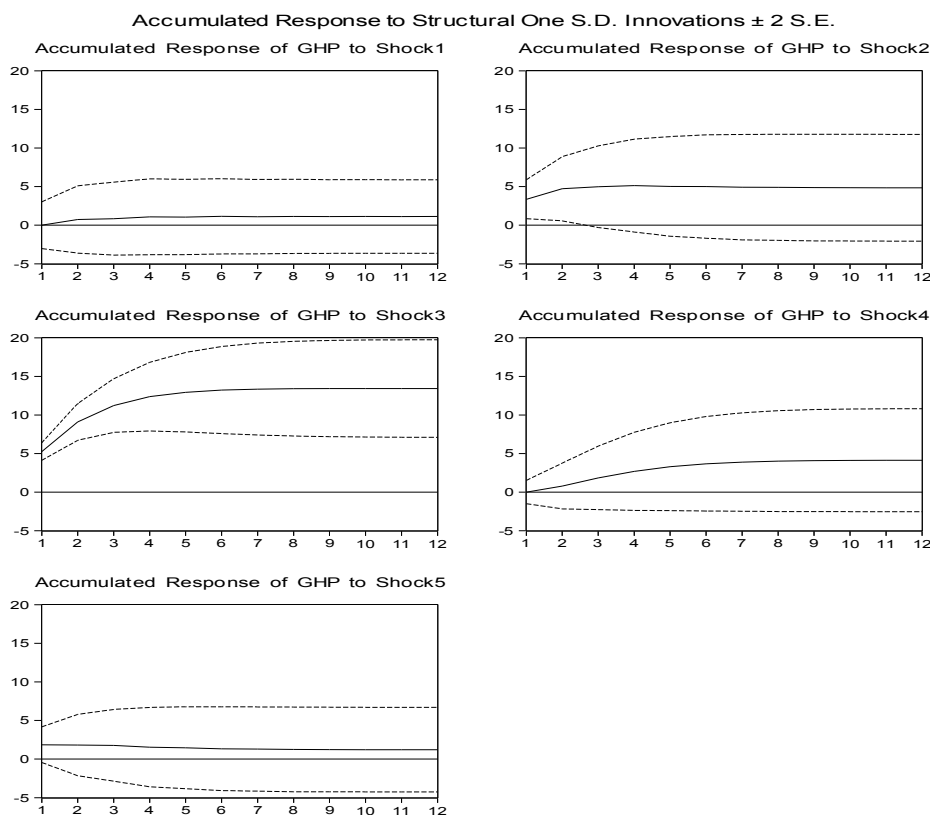 Accumulated Response to Structural One S.D. Innovations ± 2 S.E.
Accumulated Response of GHP to Shock1
20
15
10
5
0
-5
1 2 3 4 5 6 7 8 9 10 11 12
Accumulated Response of GHP to Shock2
20
15
10
5
0
-5
1 2 3 4 5 6 7 8 9 10 11 12
Accumulated Response of GHP to Shock3
20
15
10
5
0
-5
1 2 3 4 5 6 7 8 9 10 11 12
Accumulated Response of GHP to Shock4
20
15
10
5
0
-5
1 2 3 4 5 6 7 8 9 10 11 12
Accumulated Response of GHP to Shock5
20
15
10
5
0
-5
1 2 3 4 5 6 7 8 9 10 11 12